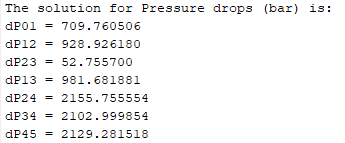 The solution for Pressure drops (bar) is:
dP01 = 709.760506
dP12 = 928.926180
dP23 = 52.755700
dP13 = 981.681881
dP24 = 2155.755554
dP34 = 2102.999854
dP45 = 2129.281518